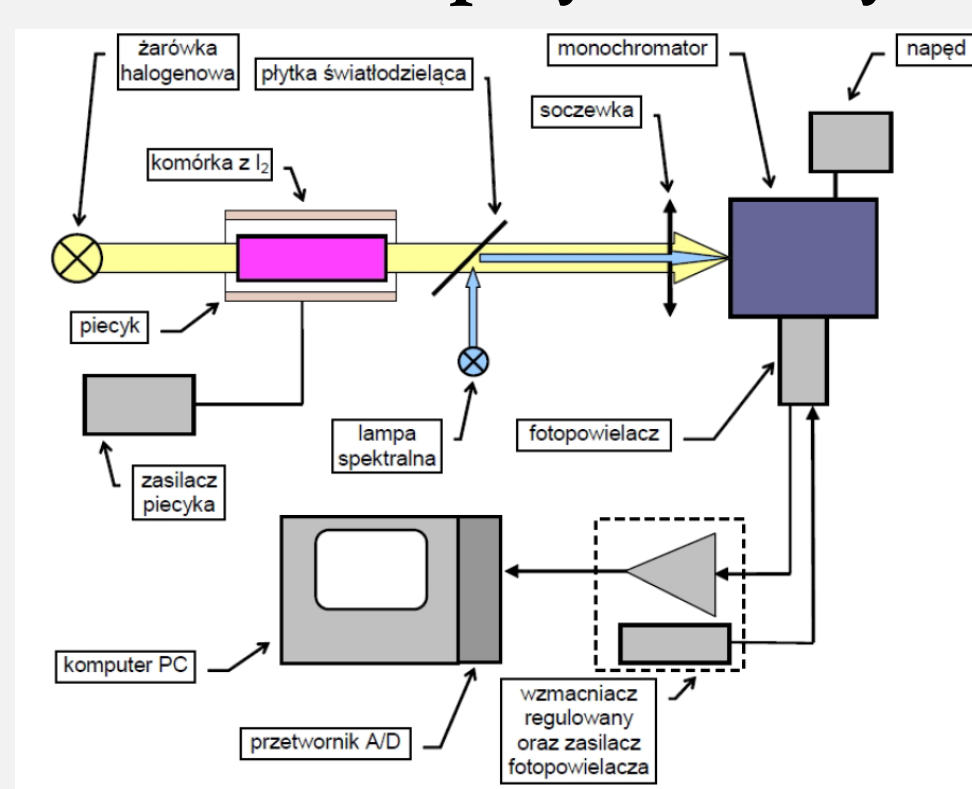 żarówka
halogenowa
płytka światłodzieląca
monochromator
napęd
soczewka
komórka z I₂
piecyk
lampa
spektralna
fotopowielacz
zasilacz
piecyka
komputer PC
przetwornik A/D
wzmacniacz
regulowany
oraz zasilacz
fotopowielacza